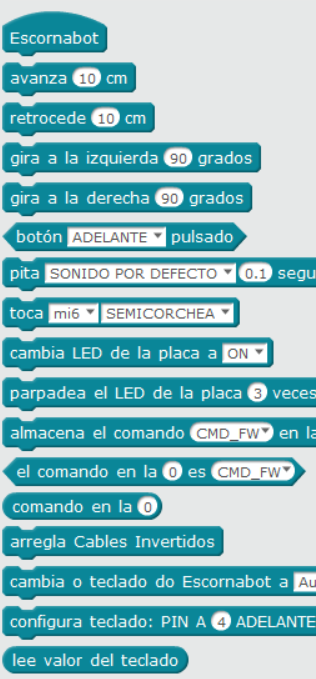 Escornabot
avanza 10 cm
retrocede 10 cm
gira a la izquierda 90 grados
gira a la derecha 90 grados
botón ADELANTE pulsado
pita SONIDO POR DEFECTO 0.1 segu
toca mi6 SEMICORCHEA
cambia LED de la placa a ON
parpadea el LED de la placa 3 veces
almacena el comando CMD_FW en la
el comando en la 0 es CMD_FW
comando en la 0
arregla Cables Invertidos
cambia o teclado do Escornabot a Au
configura teclado: PIN A 4 ADELANTE
lee valor del teclado